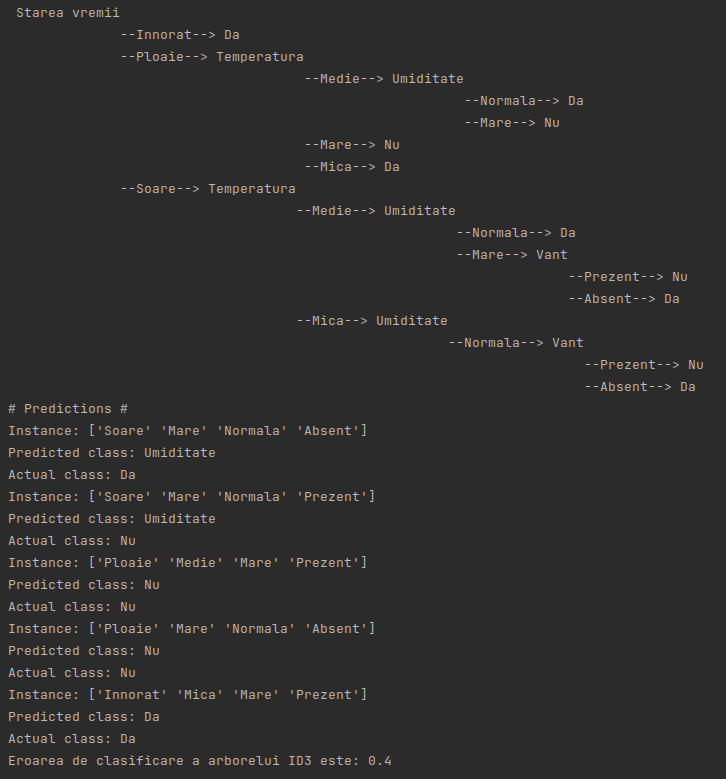 Starea vremii
--Innorat--> Da
--Ploaie--> Temperatura
--Medie--> Umiditate
--Normala--> Da
--Mare--> Nu
--Mare--> Nu
--Mica--> Da
--Soare--> Temperatura
--Medie--> Umiditate
--Normala--> Da
--Mare--> Vant
--Prezent--> Nu
--Absent--> Da
--Mica--> Umiditate
--Normala--> Vant
--Prezent--> Nu
--Absent--> Da
# Predictions #
Instance: ['Soare' 'Mare' 'Normala' 'Absent']
Predicted class: Umiditate
Actual class: Da
Instance: ['Soare' 'Mare' 'Normala' 'Prezent']
Predicted class: Umiditate
Actual class: Nu
Instance: ['Ploaie' 'Medie' 'Mare' 'Prezent']
Predicted class: Nu
Actual class: Nu
Instance: ['Ploaie' 'Mare' 'Normala' 'Absent']
Predicted class: Nu
Actual class: Nu
Instance: ['Innorat' 'Mica' 'Mare' 'Prezent']
Predicted class: Da
Actual class: Da
Eroarea de clasificare a arborelui ID3 este: 0.4